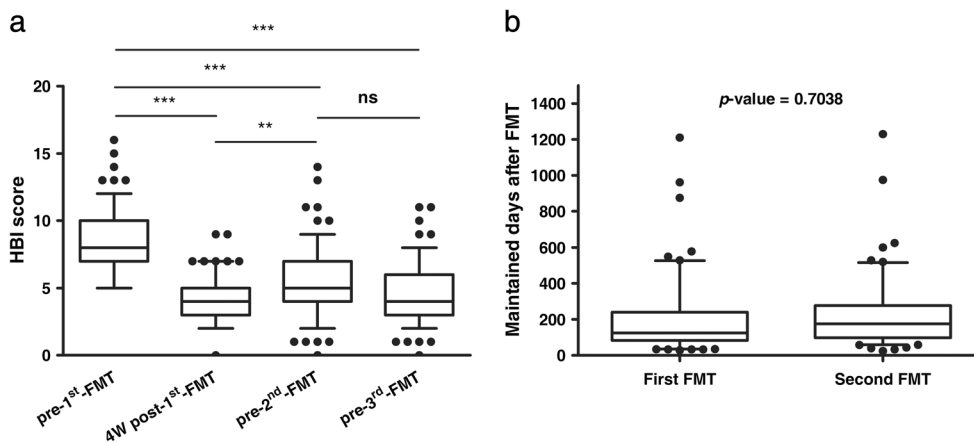 a
***
***
ns
***
**
20
15
10
5
0
HBI score
pre-1st-FMT
4W post-1st-FMT
pre-2nd-FMT
pre-3rd-FMT
b
p-value = 0.7038
1400
1200
1000
800
600
400
200
0
Maintained days after FMT
First FMT
Second FMT